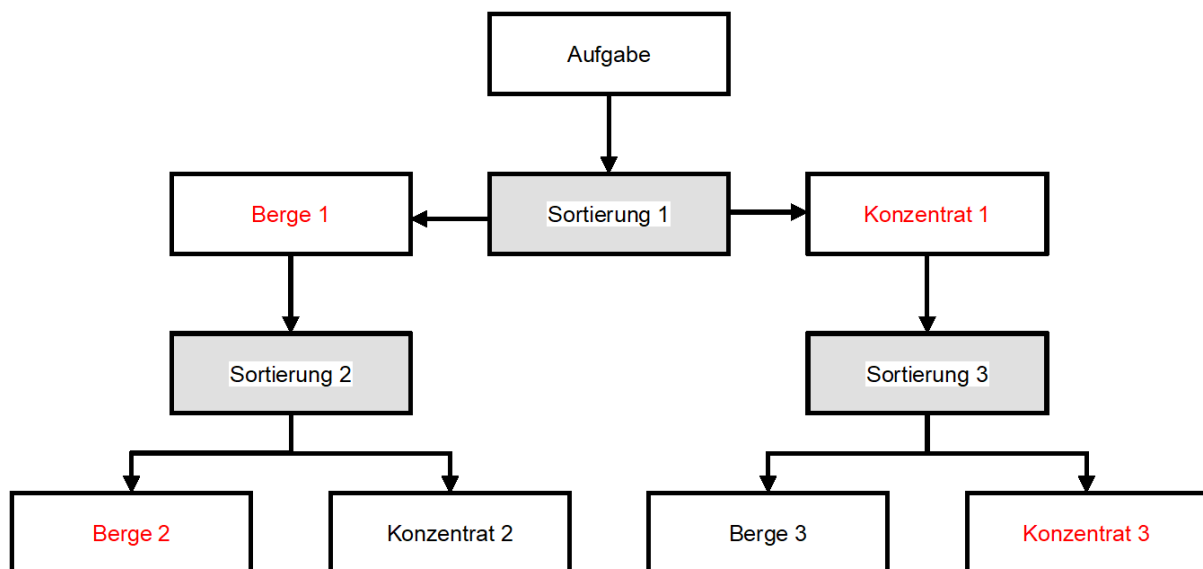 Aufgabe
Berge 1
Sortierung 1
Konzentrat 1
Sortierung 2
Sortierung 3
Berge 2
Konzentrat 2
Berge 3
Konzentrat 3